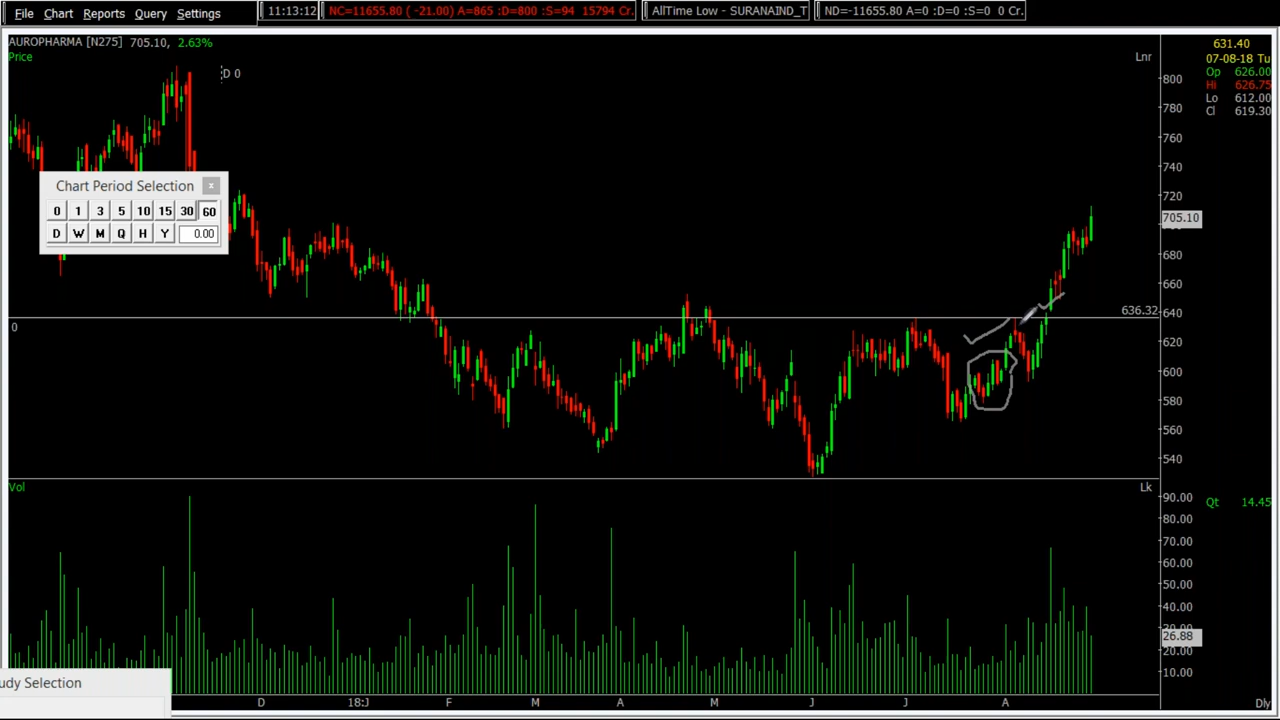 File Chart Reports Query Settings
11:13:12 NC=11655.80 ( -21.00) A=865 :D=800 :S=94 15794 Cr.
AllTime Low - SURANAIND_T
ND=-11655.80 A=0 :D=0 :S=0 0 Cr.
AUROPHARMA [N275] 705.10, 2.63%
Price
D 0
Lnr
631.40
07-08-18 Tu
Op 626.00
Hi 626.75
Lo 612.00
Cl 619.30
Chart Period Selection x
0 1 3 5 10 15 30 60
D W M Q H Y 0.00
800
780
760
740
720
705.10
680
660
636.32
640
0
620
600
580
560
540
Vol
Lk
90.00
Qt 14.45
80.00
70.00
60.00
50.00
40.00
30.00
26.88
20.00
10.00
udy Selection
D 18:J F M A M J J A
Dly